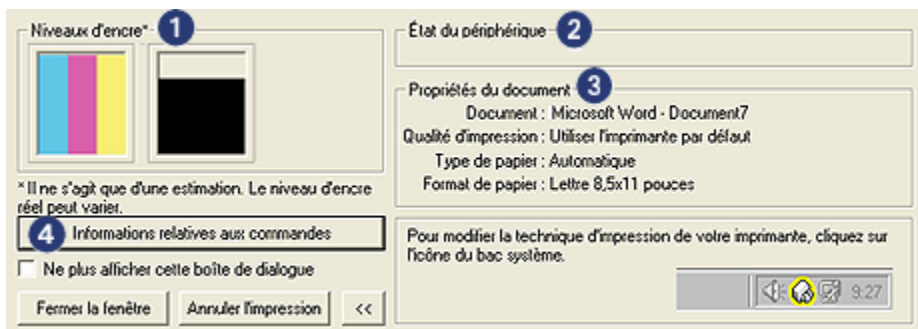 Niveaux d'encre* 1
* Il ne s'agit que d'une estimation. Le niveau d'encre
réel peut varier.
4 Informations relatives aux commandes
Ne plus afficher cette boîte de dialogue
Fermer la fenêtre Annuler l'impression <<
État du périphérique 2
Propriétés du document 3
Document : Microsoft Word - Document7
Qualité d'impression : Utiliser l'imprimante par défaut
Type de papier : Automatique
Format de papier : Lettre 8,5x11 pouces
Pour modifier la technique d'impression de votre imprimante, cliquez sur
l'icône du bac système.
9:27